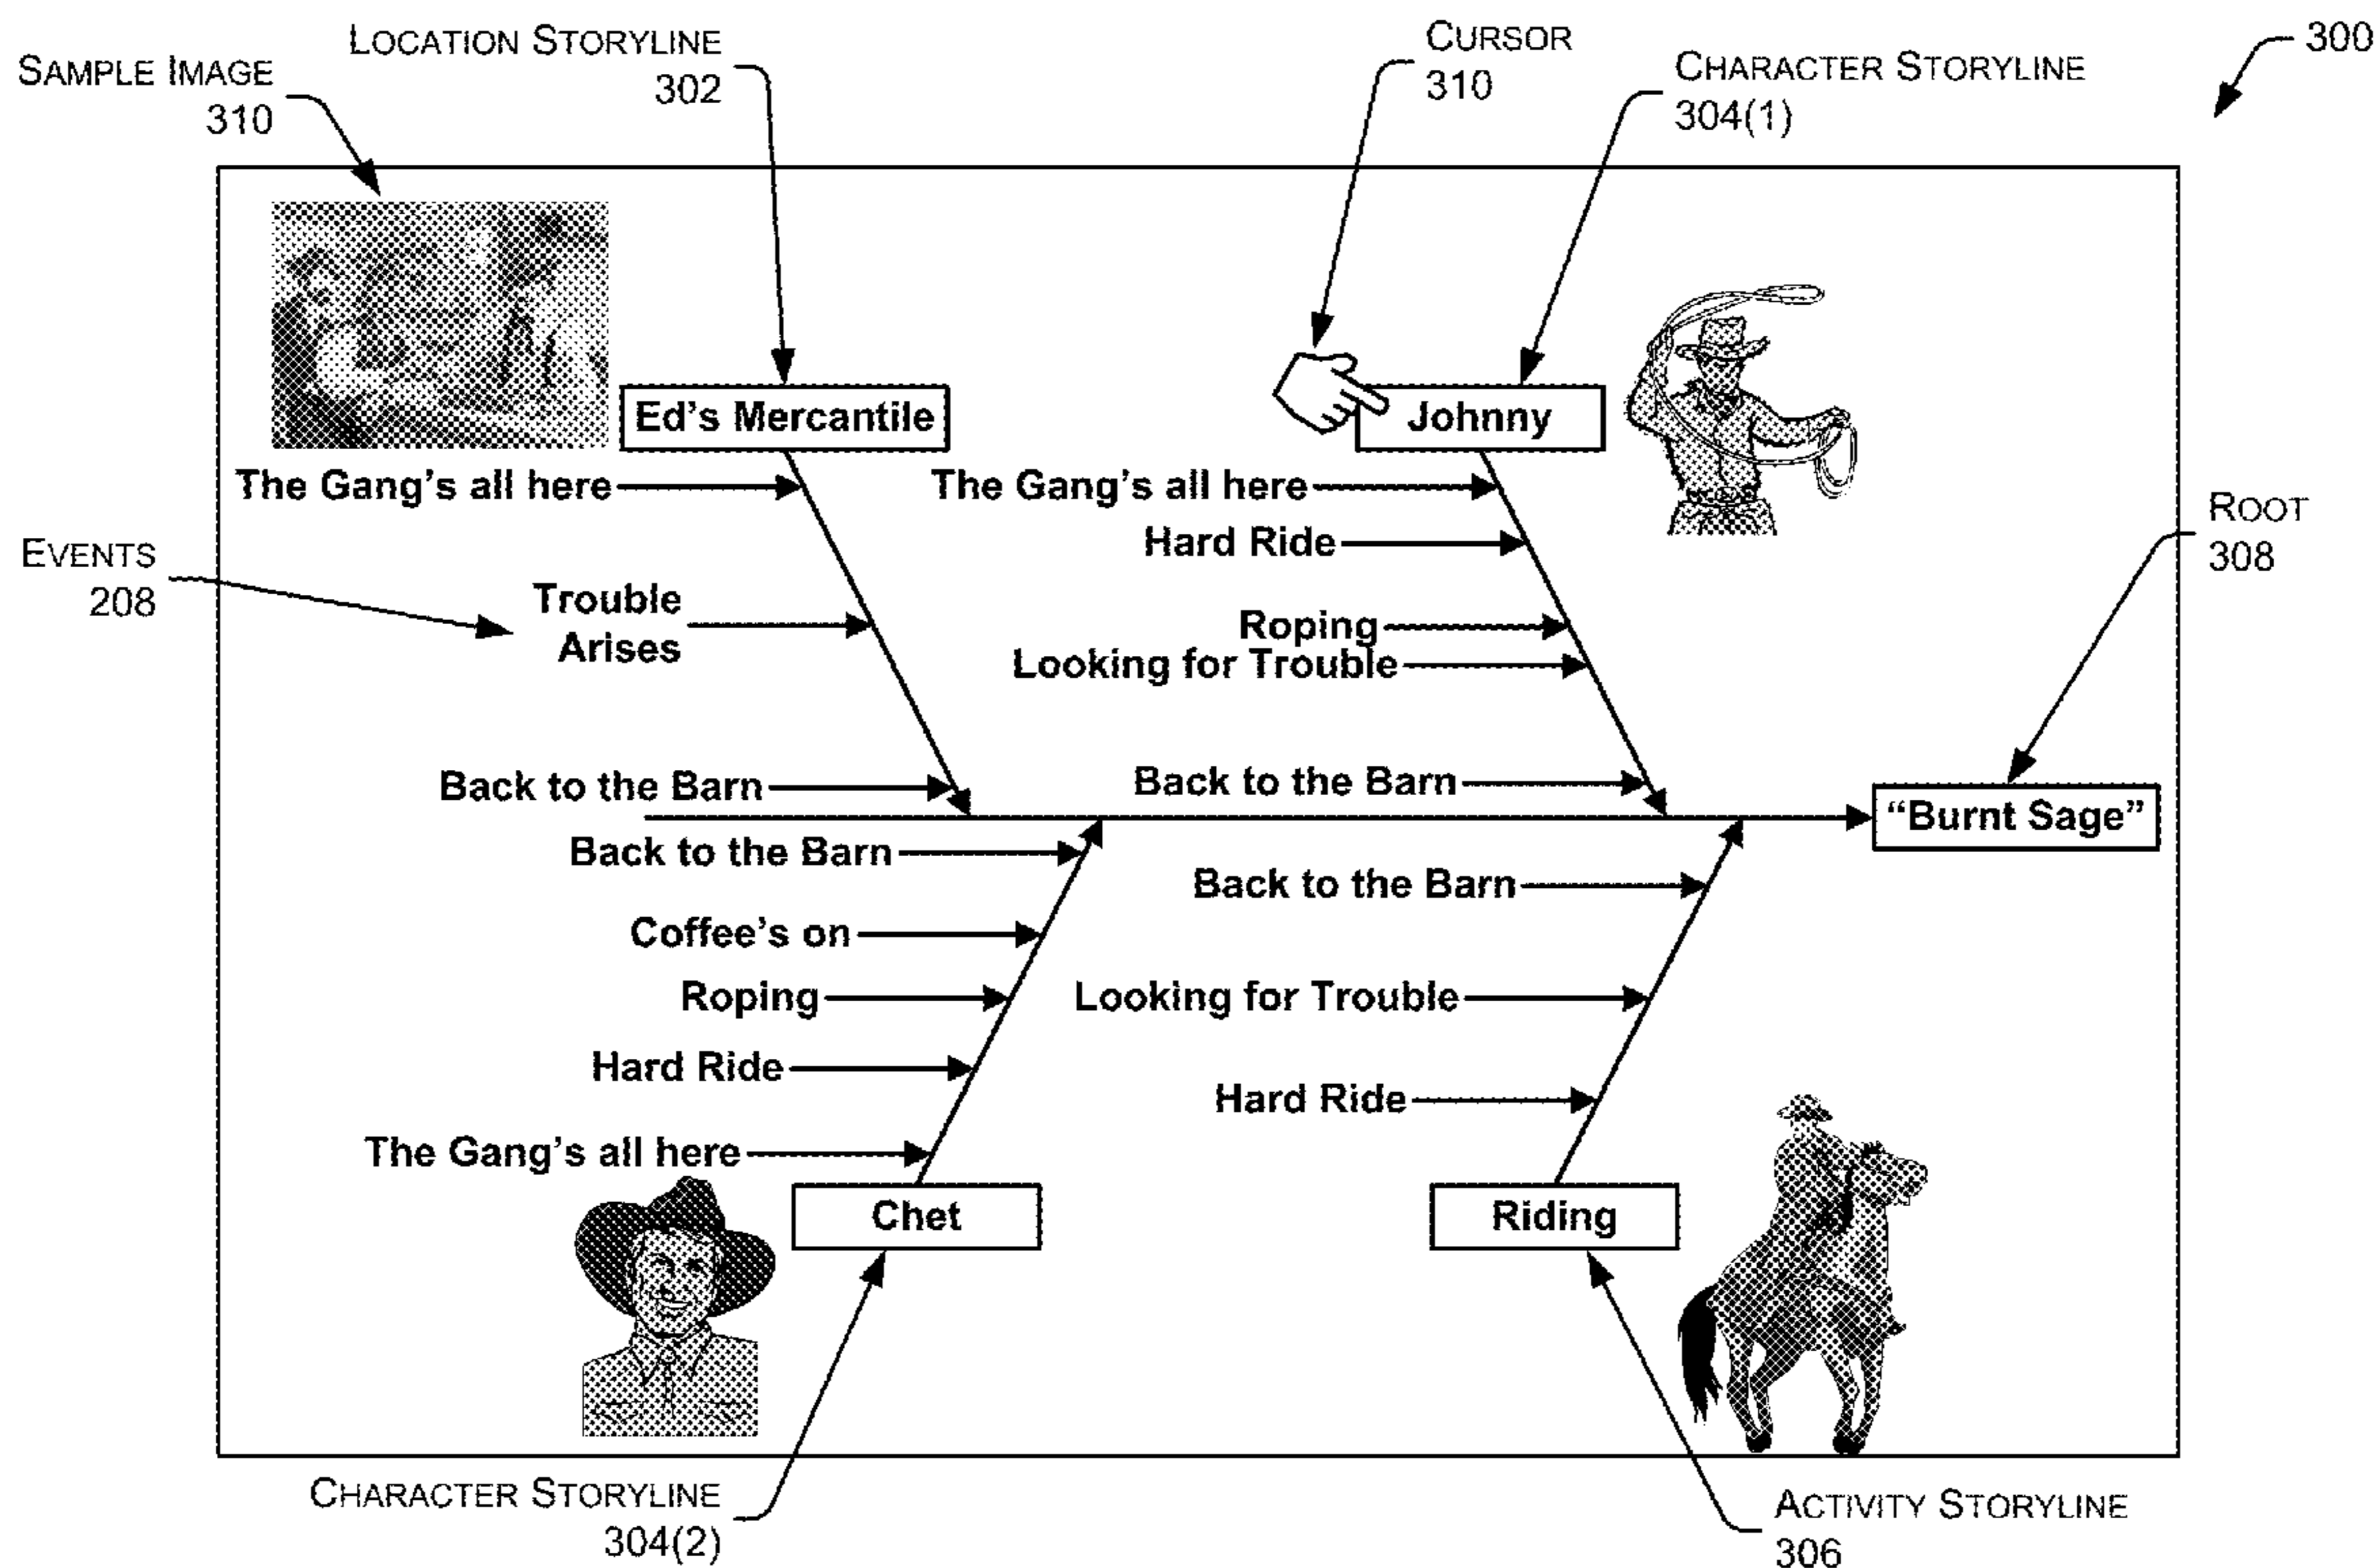 LOCATION STORYLINE
302
CURSOR
310
300
SAMPLE IMAGE
310
CHARACTER STORYLINE
304(1)
Ed's Mercantile
Johnny
The Gang's all here
The Gang's all here
Hard Ride
ROOT
308
EVENTS
208
Trouble
Arises
Roping
Looking for Trouble
Back to the Barn
Back to the Barn
“Burnt Sage”
Back to the Barn
Back to the Barn
Coffee's on
Roping
Looking for Trouble
Hard Ride
Hard Ride
The Gang's all here
Chet
Riding
CHARACTER STORYLINE
304(2)
ACTIVITY STORYLINE
306